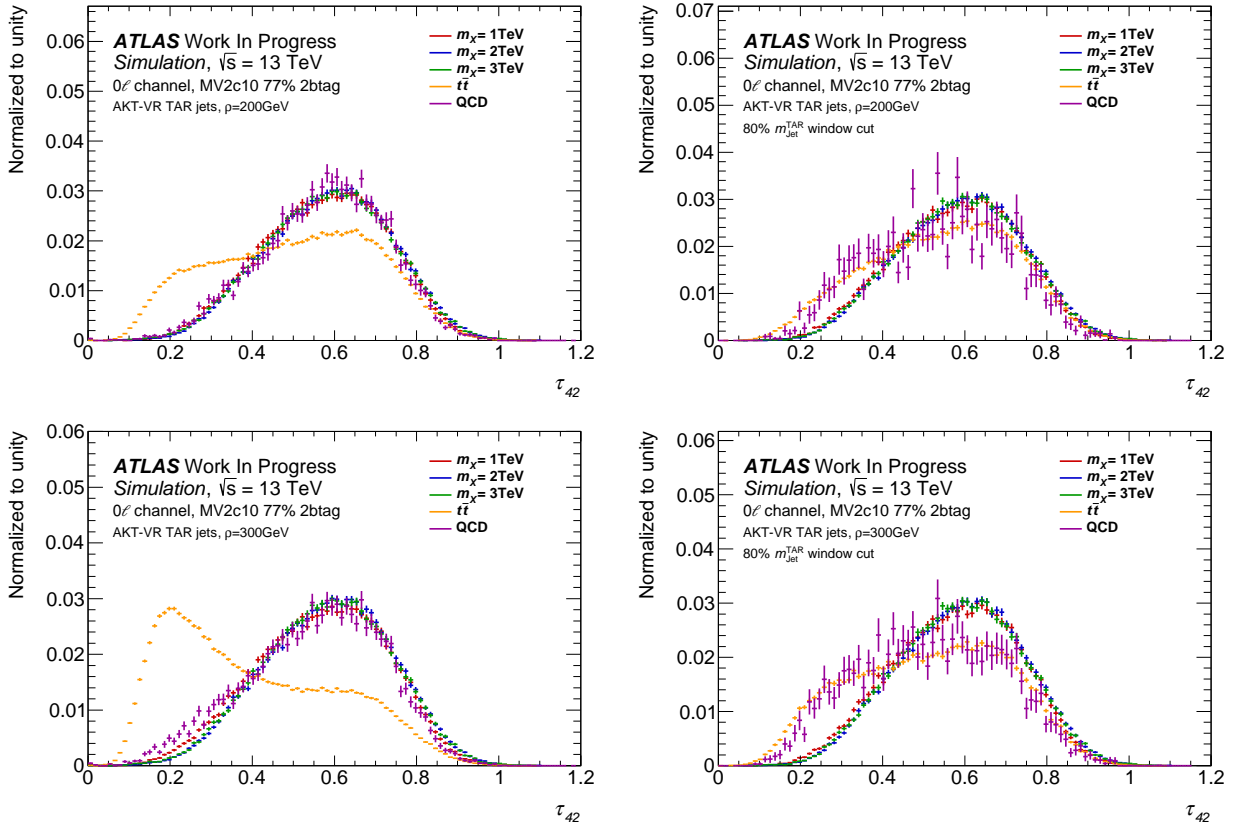 Normalized to unity
0.06
0.05
0.04
0.03
0.02
0.01
0
ATLAS Work In Progress
Simulation, √s = 13 TeV
0ℓ channel, MV2c10 77% 2btag
AKT-VR TAR jets, ρ=200GeV
m_X = 1TeV
m_X = 2TeV
m_X = 3TeV
tt̄
QCD
0 0.2 0.4 0.6 0.8 1 1.2
τ_42
Normalized to unity
0.07
0.06
0.05
0.04
0.03
0.02
0.01
0
ATLAS Work In Progress
Simulation, √s = 13 TeV
0ℓ channel, MV2c10 77% 2btag
AKT-VR TAR jets, ρ=200GeV
80% m_Jet^TAR window cut
m_X = 1TeV
m_X = 2TeV
m_X = 3TeV
tt̄
QCD
0 0.2 0.4 0.6 0.8 1 1.2
τ_42
Normalized to unity
0.06
0.05
0.04
0.03
0.02
0.01
0
ATLAS Work In Progress
Simulation, √s = 13 TeV
0ℓ channel, MV2c10 77% 2btag
AKT-VR TAR jets, ρ=300GeV
m_X = 1TeV
m_X = 2TeV
m_X = 3TeV
tt̄
QCD
0 0.2 0.4 0.6 0.8 1 1.2
τ_42
Normalized to unity
0.06
0.05
0.04
0.03
0.02
0.01
0
ATLAS Work In Progress
Simulation, √s = 13 TeV
0ℓ channel, MV2c10 77% 2btag
AKT-VR TAR jets, ρ=300GeV
80% m_Jet^TAR window cut
m_X = 1TeV
m_X = 2TeV
m_X = 3TeV
tt̄
QCD
0 0.2 0.4 0.6 0.8 1 1.2
τ_42